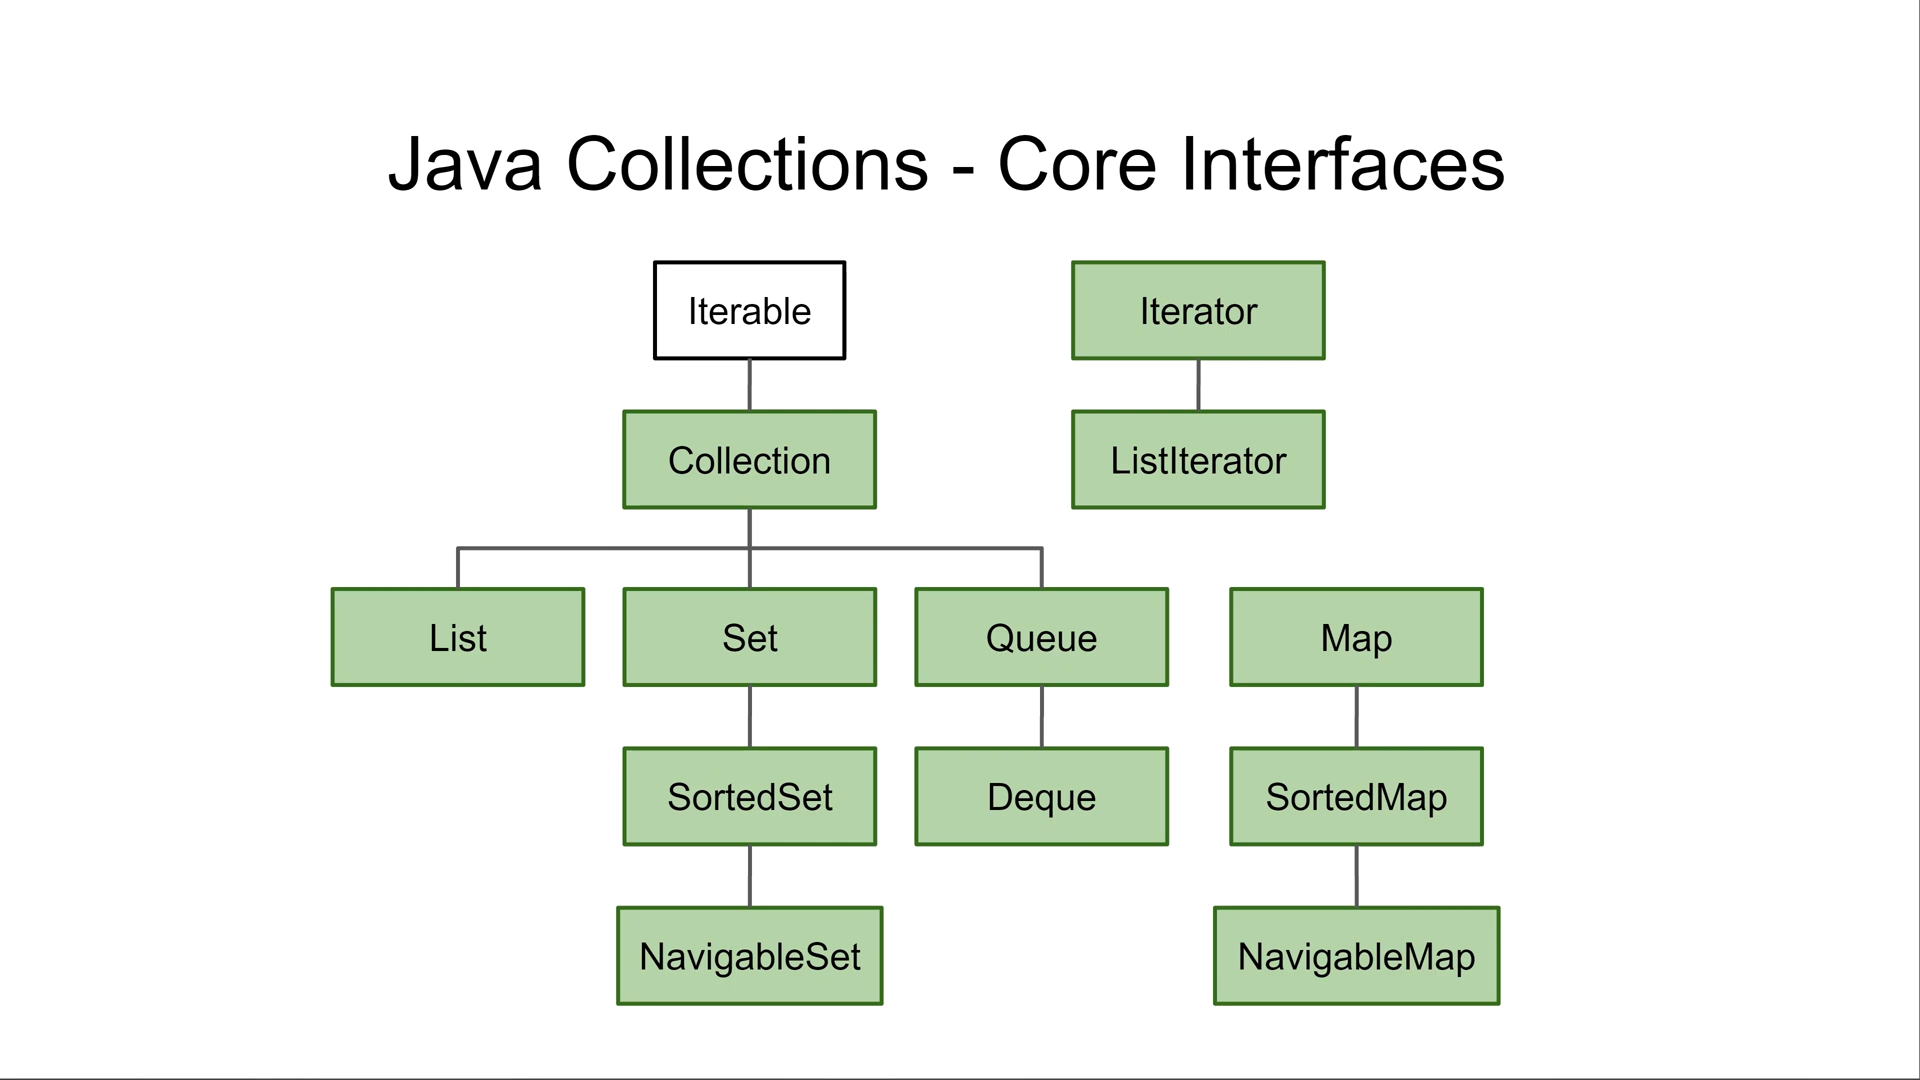 Java Collections - Core Interfaces
Iterable
Iterator
Collection
ListIterator
List
Set
Queue
Map
SortedSet
Deque
SortedMap
NavigableSet
NavigableMap